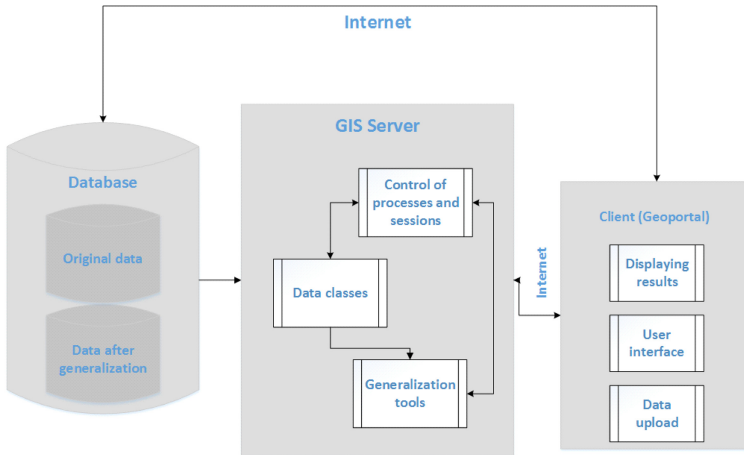 Internet
Database
Original data
Data after
generalization
GIS Server
Control of
processes and
sessions
Data classes
Generalization
tools
Internet
Client (Geoportal)
Displaying
results
User
interface
Data
upload